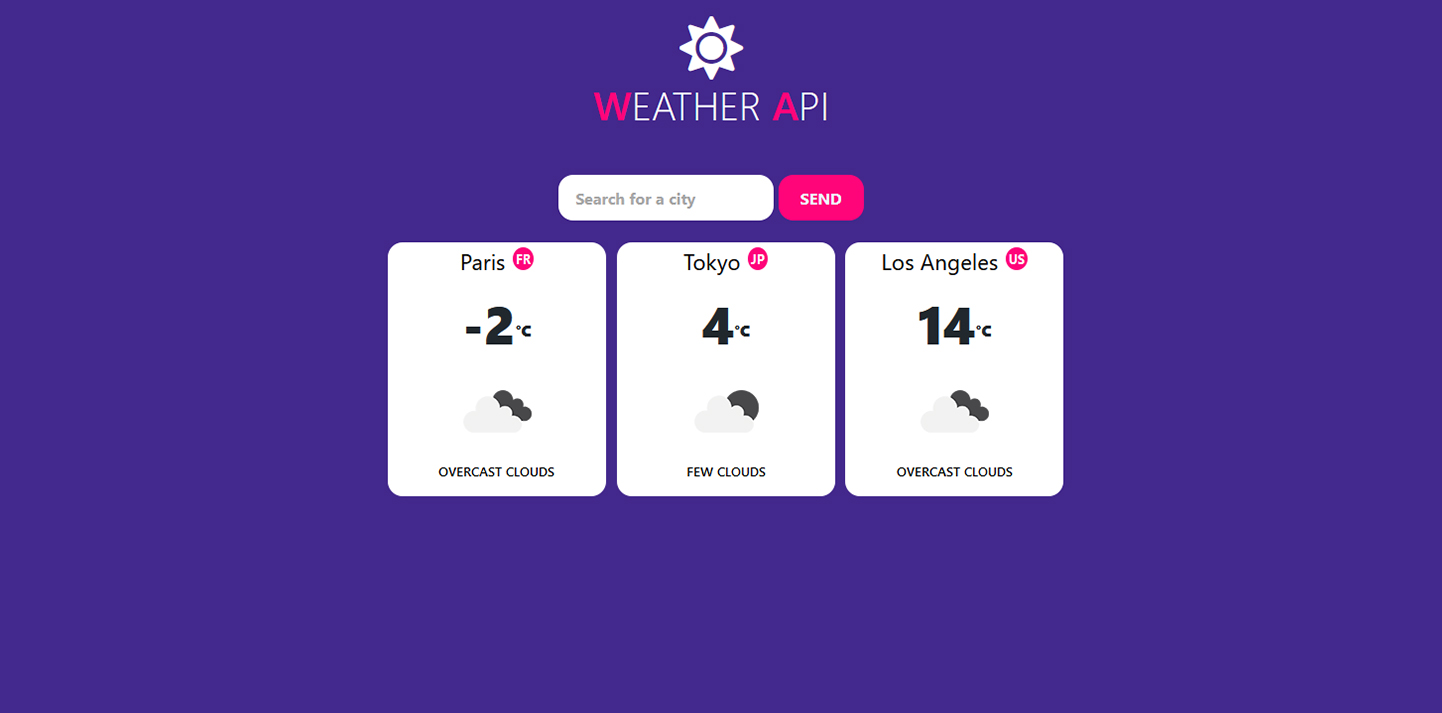 WEATHER API
Search for a city
SEND
Paris FR
-2°C
OVERCAST CLOUDS
Tokyo JP
4°C
FEW CLOUDS
Los Angeles US
14°C
OVERCAST CLOUDS